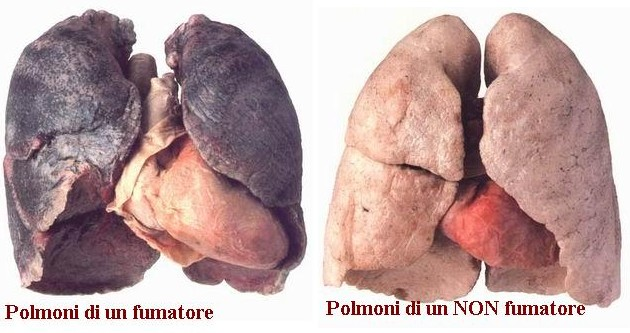 Polmoni di un fumatore
Polmoni di un NON fumatore